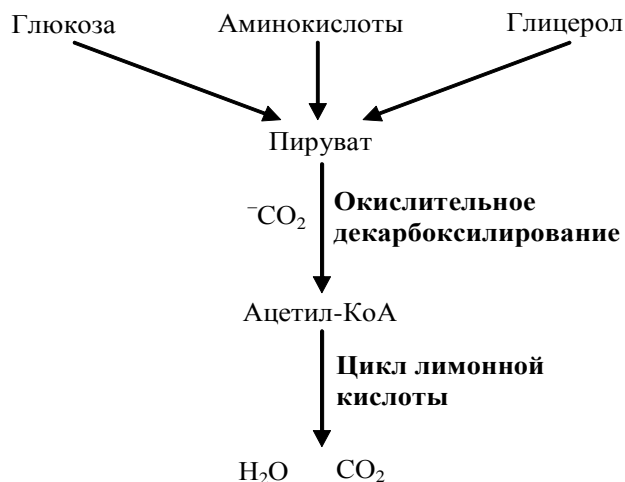 Глюкоза Аминокислоты Глицерол
Пируват
⁻CO₂ Окислительное
декарбоксилирование
Ацетил-КоА
Цикл лимонной
кислоты
H₂O CO₂